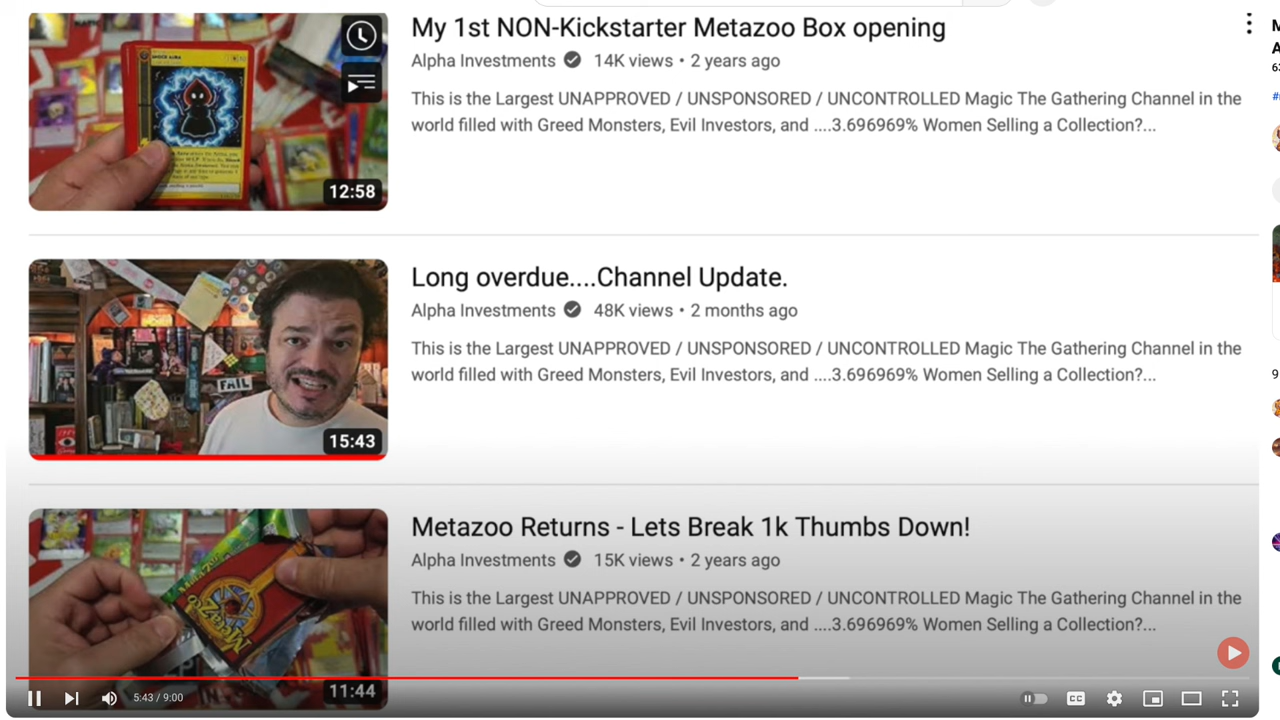 My 1st NON-Kickstarter Metazoo Box opening
Alpha Investments 14K views • 2 years ago
This is the Largest UNAPPROVED / UNSPONSORED / UNCONTROLLED Magic The Gathering Channel in the
world filled with Greed Monsters, Evil Investors, and ....3.696969% Women Selling a Collection?...
12:58
Long overdue....Channel Update.
Alpha Investments 48K views • 2 months ago
This is the Largest UNAPPROVED / UNSPONSORED / UNCONTROLLED Magic The Gathering Channel in the
world filled with Greed Monsters, Evil Investors, and ....3.696969% Women Selling a Collection?...
FAIL
15:43
Metazoo Returns - Lets Break 1k Thumbs Down!
Alpha Investments 15K views • 2 years ago
This is the Largest UNAPPROVED / UNSPONSORED / UNCONTROLLED Magic The Gathering Channel in the
world filled with Greed Monsters, Evil Investors, and ....3.696969% Women Selling a Collection?...
MetaZoo
11:44
5:43 / 9:00
CC